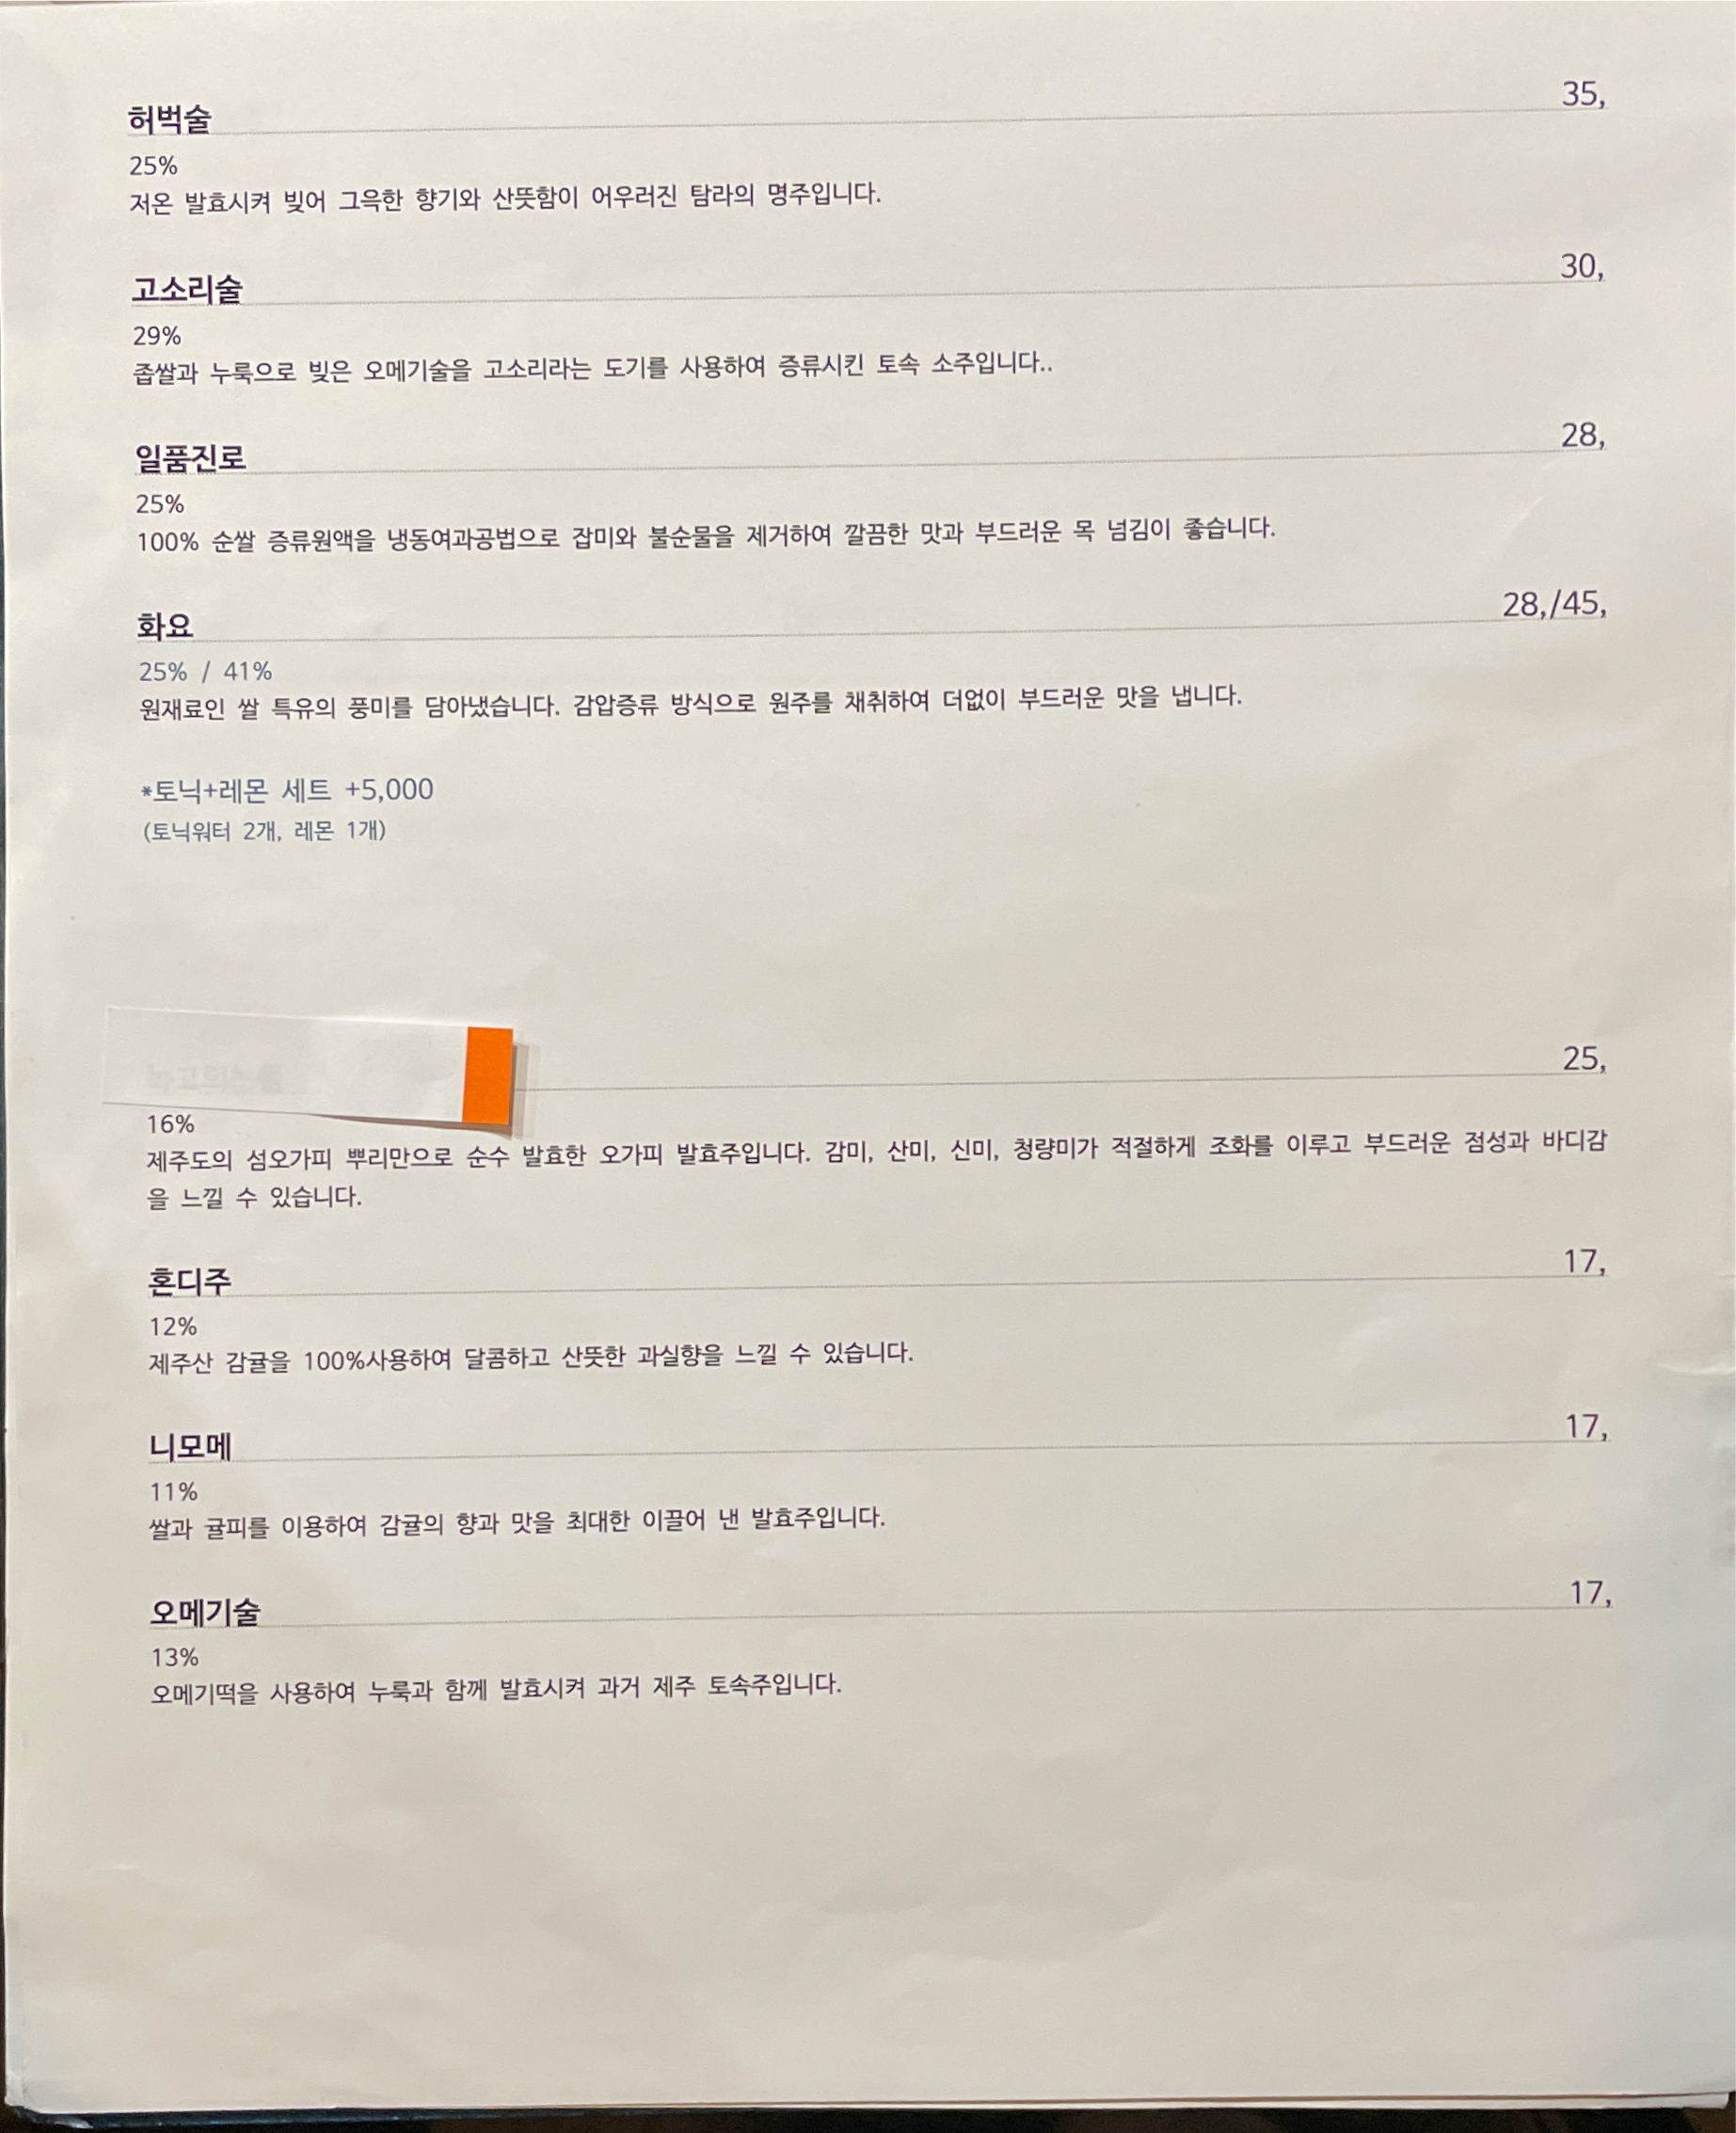 허벅술 35,
25%
저온 발효시켜 빚어 그윽한 향기와 산뜻함이 어우러진 탐라의 명주입니다.
고소리술 30,
29%
좁쌀과 누룩으로 빚은 오메기술을 고소리라는 도기를 사용하여 증류시킨 토속 소주입니다..
일품진로 28,
25%
100% 순쌀 증류원액을 냉동여과공법으로 잡미와 불순물을 제거하여 깔끔한 맛과 부드러운 목 넘김이 좋습니다.
화요 28,/45,
25% / 41%
원재료인 쌀 특유의 풍미를 담아냈습니다. 감압증류 방식으로 원주를 채취하여 더없이 부드러운 맛을 냅니다.
*토닉+레몬 세트 +5,000
(토닉워터 2개, 레몬 1개)
25,
16%
제주도의 섬오가피 뿌리만으로 순수 발효한 오가피 발효주입니다. 감미, 산미, 신미, 청량미가 적절하게 조화를 이루고 부드러운 점성과 바디감
을 느낄 수 있습니다.
혼디주 17,
12%
제주산 감귤을 100%사용하여 달콤하고 산뜻한 과실향을 느낄 수 있습니다.
니모메 17,
11%
쌀과 귤피를 이용하여 감귤의 향과 맛을 최대한 이끌어 낸 발효주입니다.
오메기술 17,
13%
오메기떡을 사용하여 누룩과 함께 발효시켜 과거 제주 토속주입니다.